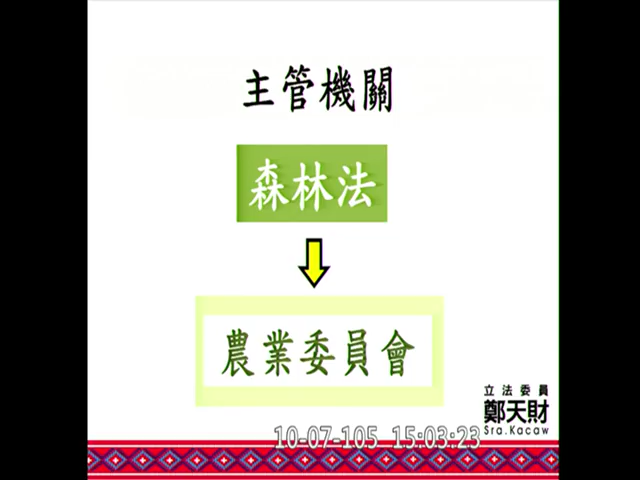 主管機關
森林法
農業委員會
立法委員
鄭天財
Sra.Kacaw
10-07-105 15:03:23